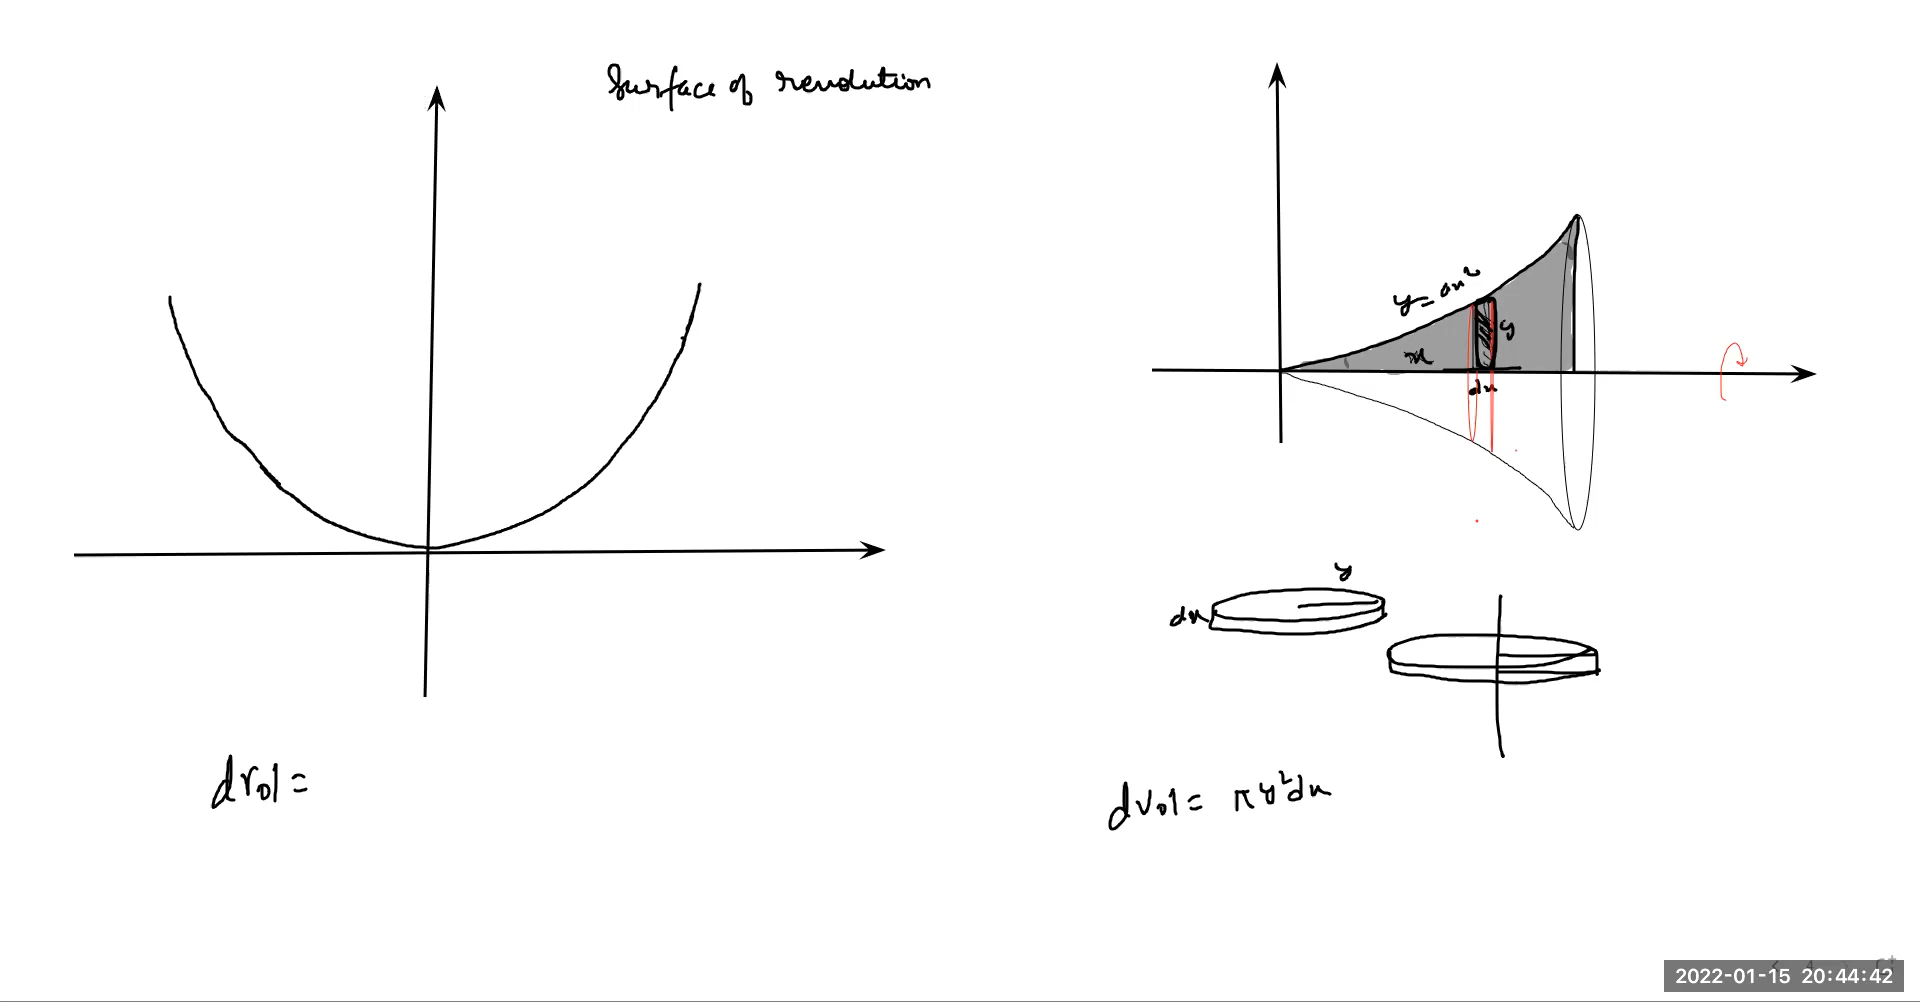 Surface of revolution
y = ax²
y
x
dx
y
dx
dvol =
dvol = πy²dx
2022-01-15 20:44:42